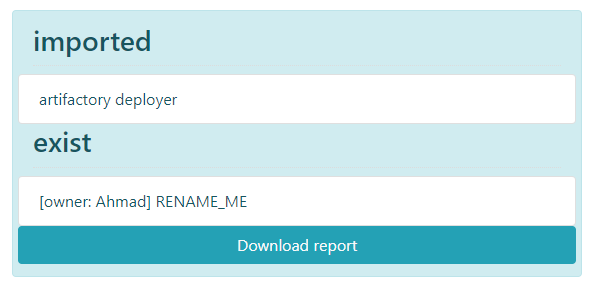 imported
artifactory deployer
exist
[owner: Ahmad] RENAME_ME
Download report